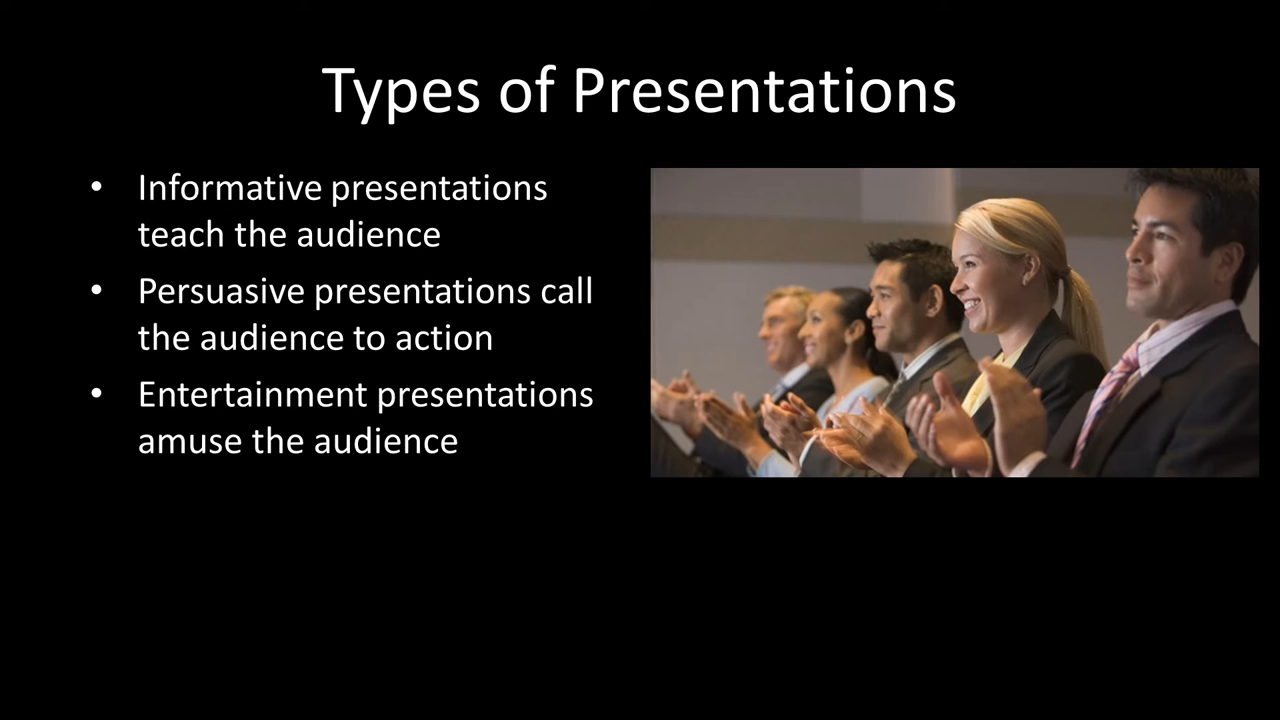 Types of Presentations
• Informative presentations
teach the audience
• Persuasive presentations call
the audience to action
• Entertainment presentations
amuse the audience